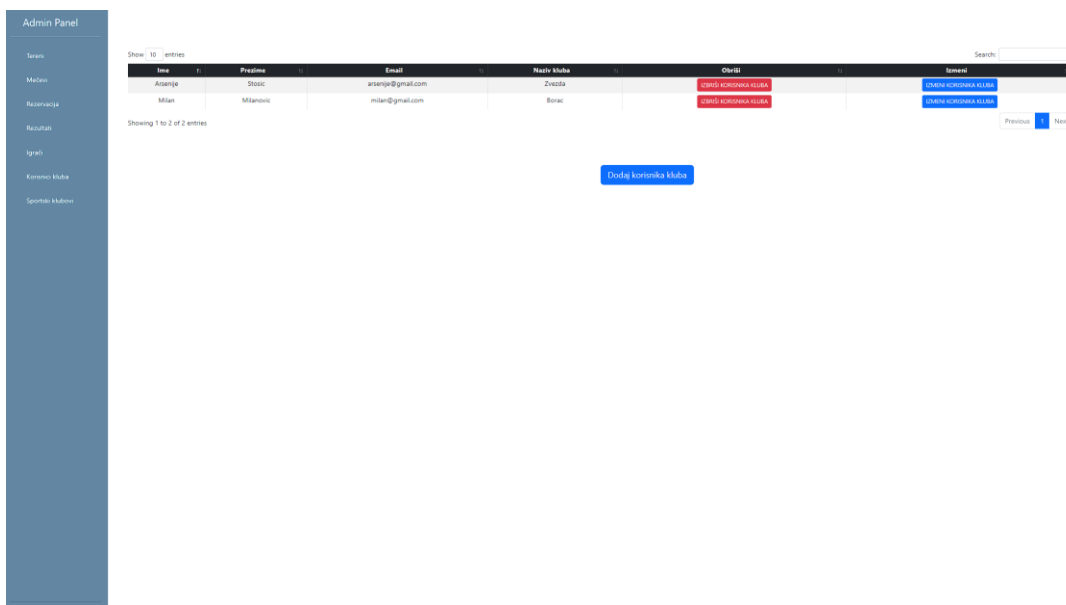 Admin Panel
Tereni
Mečevi
Rezervacija
Rezultati
Igrači
Korisnici kluba
Sportski klubovi
Show 10 entries
Search:
Ime Prezime Email Naziv kluba Obriši Izmeni
Arsenije Stosic arsenije@gmail.com Zvezda IZBRIŠI KORISNIKA KLUBA IZMENI KORISNIKA KLUBA
Milan Milanovic milan@gmail.com Borac IZBRIŠI KORISNIKA KLUBA IZMENI KORISNIKA KLUBA
Showing 1 to 2 of 2 entries
Previous 1 Nex
Dodaj korisnika kluba